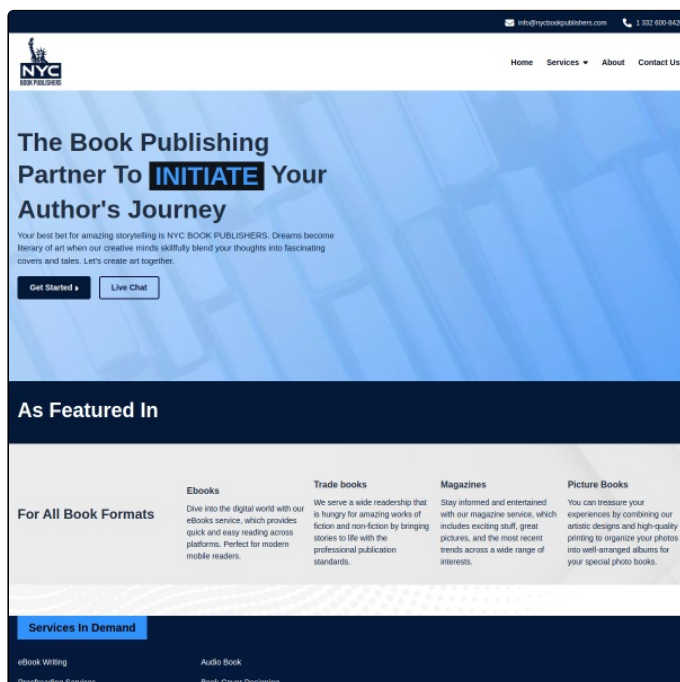 info@nycbookpublishers.com 1 332 600-842
NYC
BOOK PUBLISHERS
Home Services About Contact Us
The Book Publishing
Partner To INITIATE Your
Author's Journey
Your best bet for amazing storytelling is NYC BOOK PUBLISHERS. Dreams become
literary of art when our creative minds skillfully blend your thoughts into fascinating
covers and tales. Let's create art together.
Get Started Live Chat
As Featured In
For All Book Formats
Ebooks
Dive into the digital world with our
eBooks service, which provides
quick and easy reading across
platforms. Perfect for modern
mobile readers.
Trade books
We serve a wide readership that
is hungry for amazing works of
fiction and non-fiction by bringing
stories to life with the
professional publication
standards.
Magazines
Stay informed and entertained
with our magazine service, which
includes exciting stuff, great
pictures, and the most recent
trends across a wide range of
interests.
Picture Books
You can treasure your
experiences by combining our
artistic designs and high-quality
printing to organize your photos
into well-arranged albums for
your special photo books.
Services In Demand
eBook Writing Audio Book
Proofreading Services Book Cover Designing